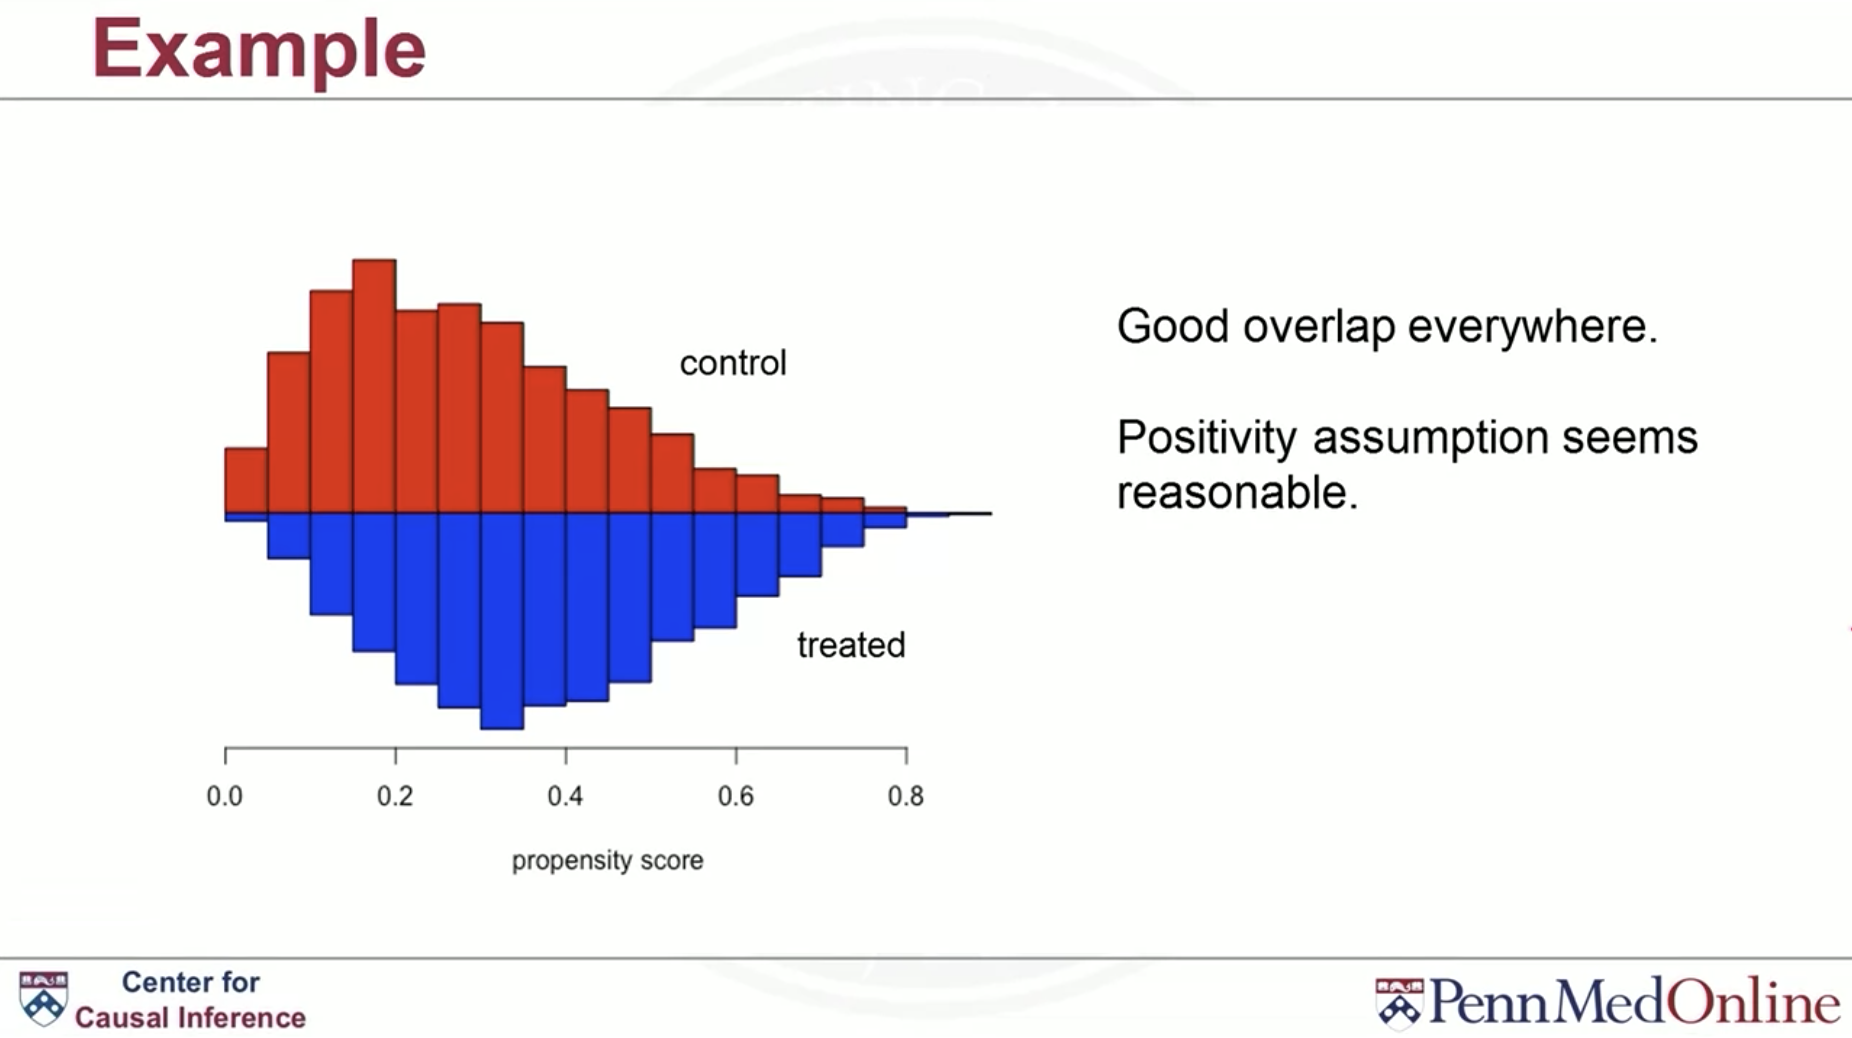 Example
control
Good overlap everywhere.
Positivity assumption seems
reasonable.
treated
0.0 0.2 0.4 0.6 0.8
propensity score
Center for
Causal Inference
PennMedOnline